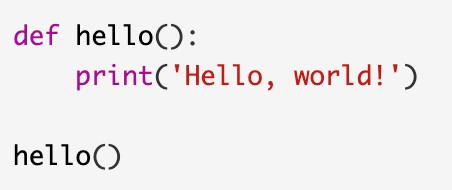 def hello():
    print('Hello, world!')

hello()